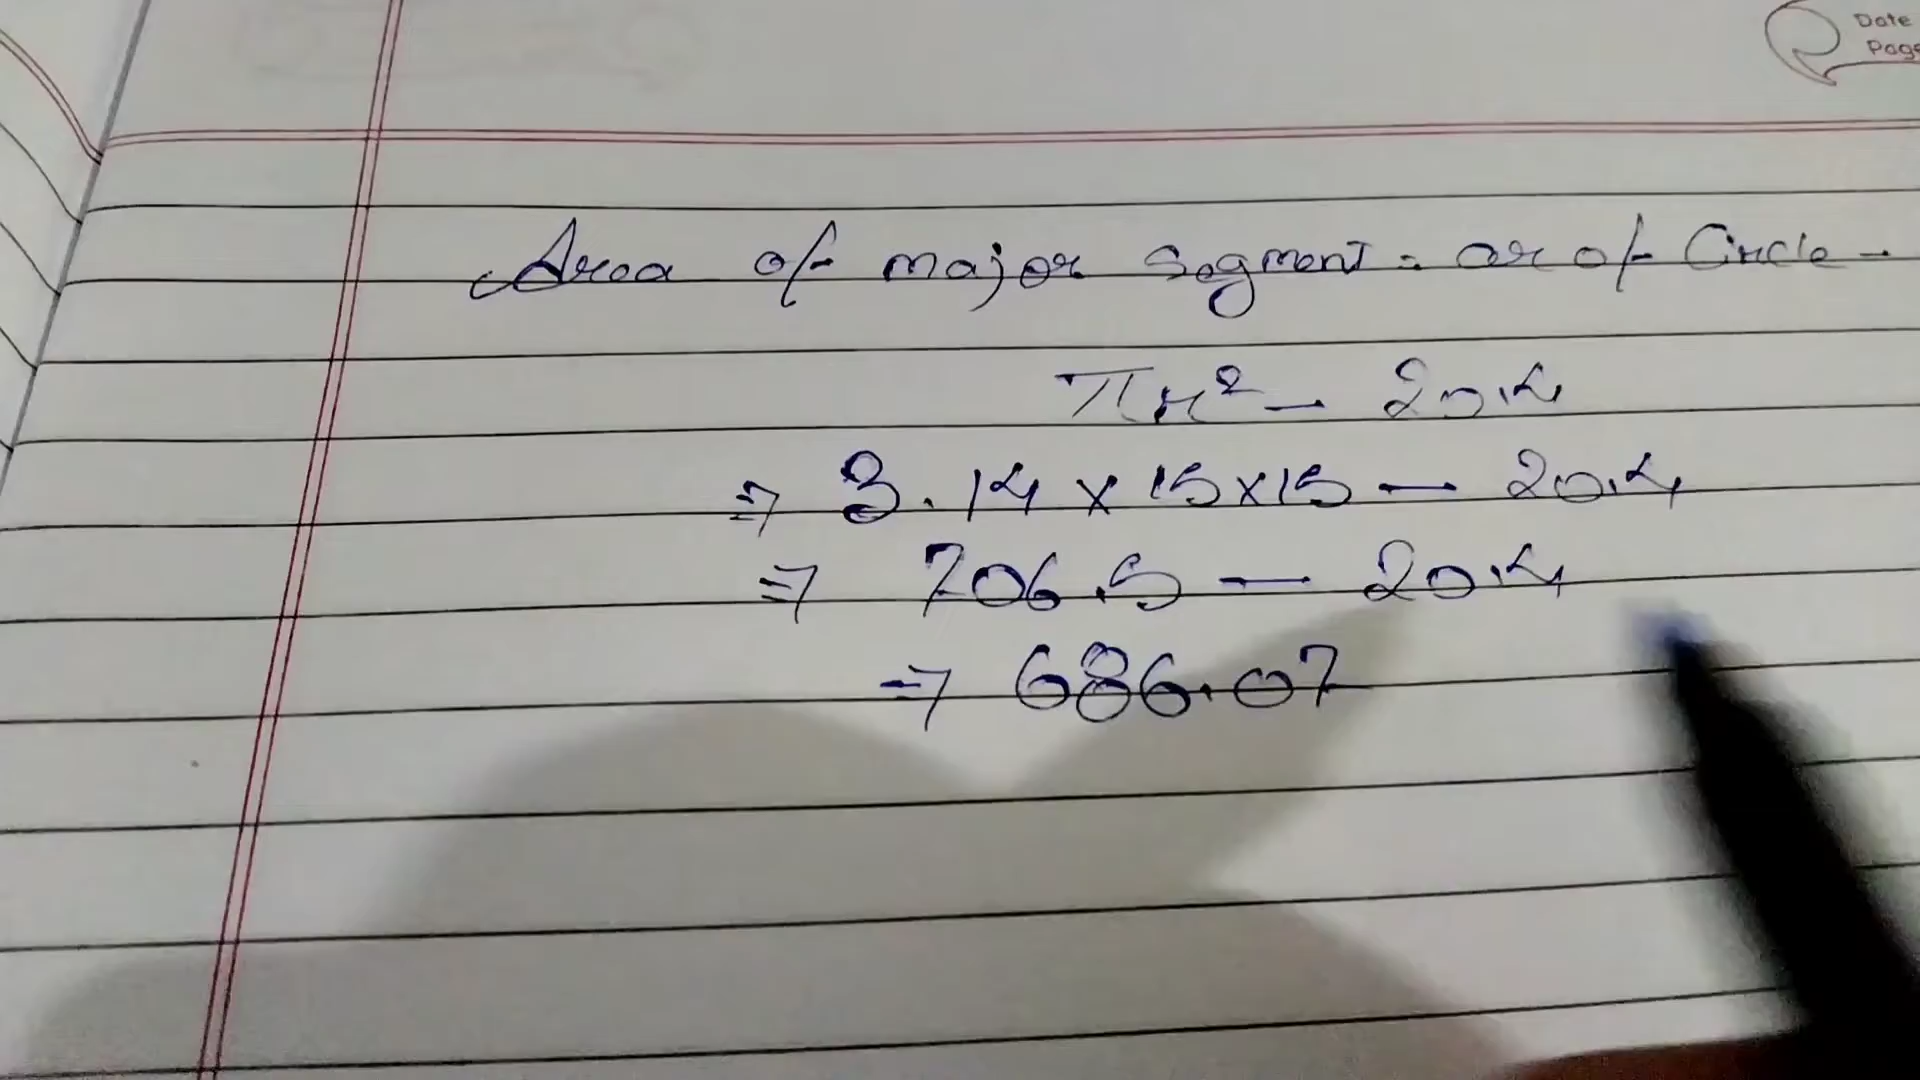 Date
Page
Area of major segment = ar of Circle -
πr² - 20.4
⇒ 3.14 × 15 × 15 - 20.4
⇒ 706.5 - 20.4
⇒ 686.07